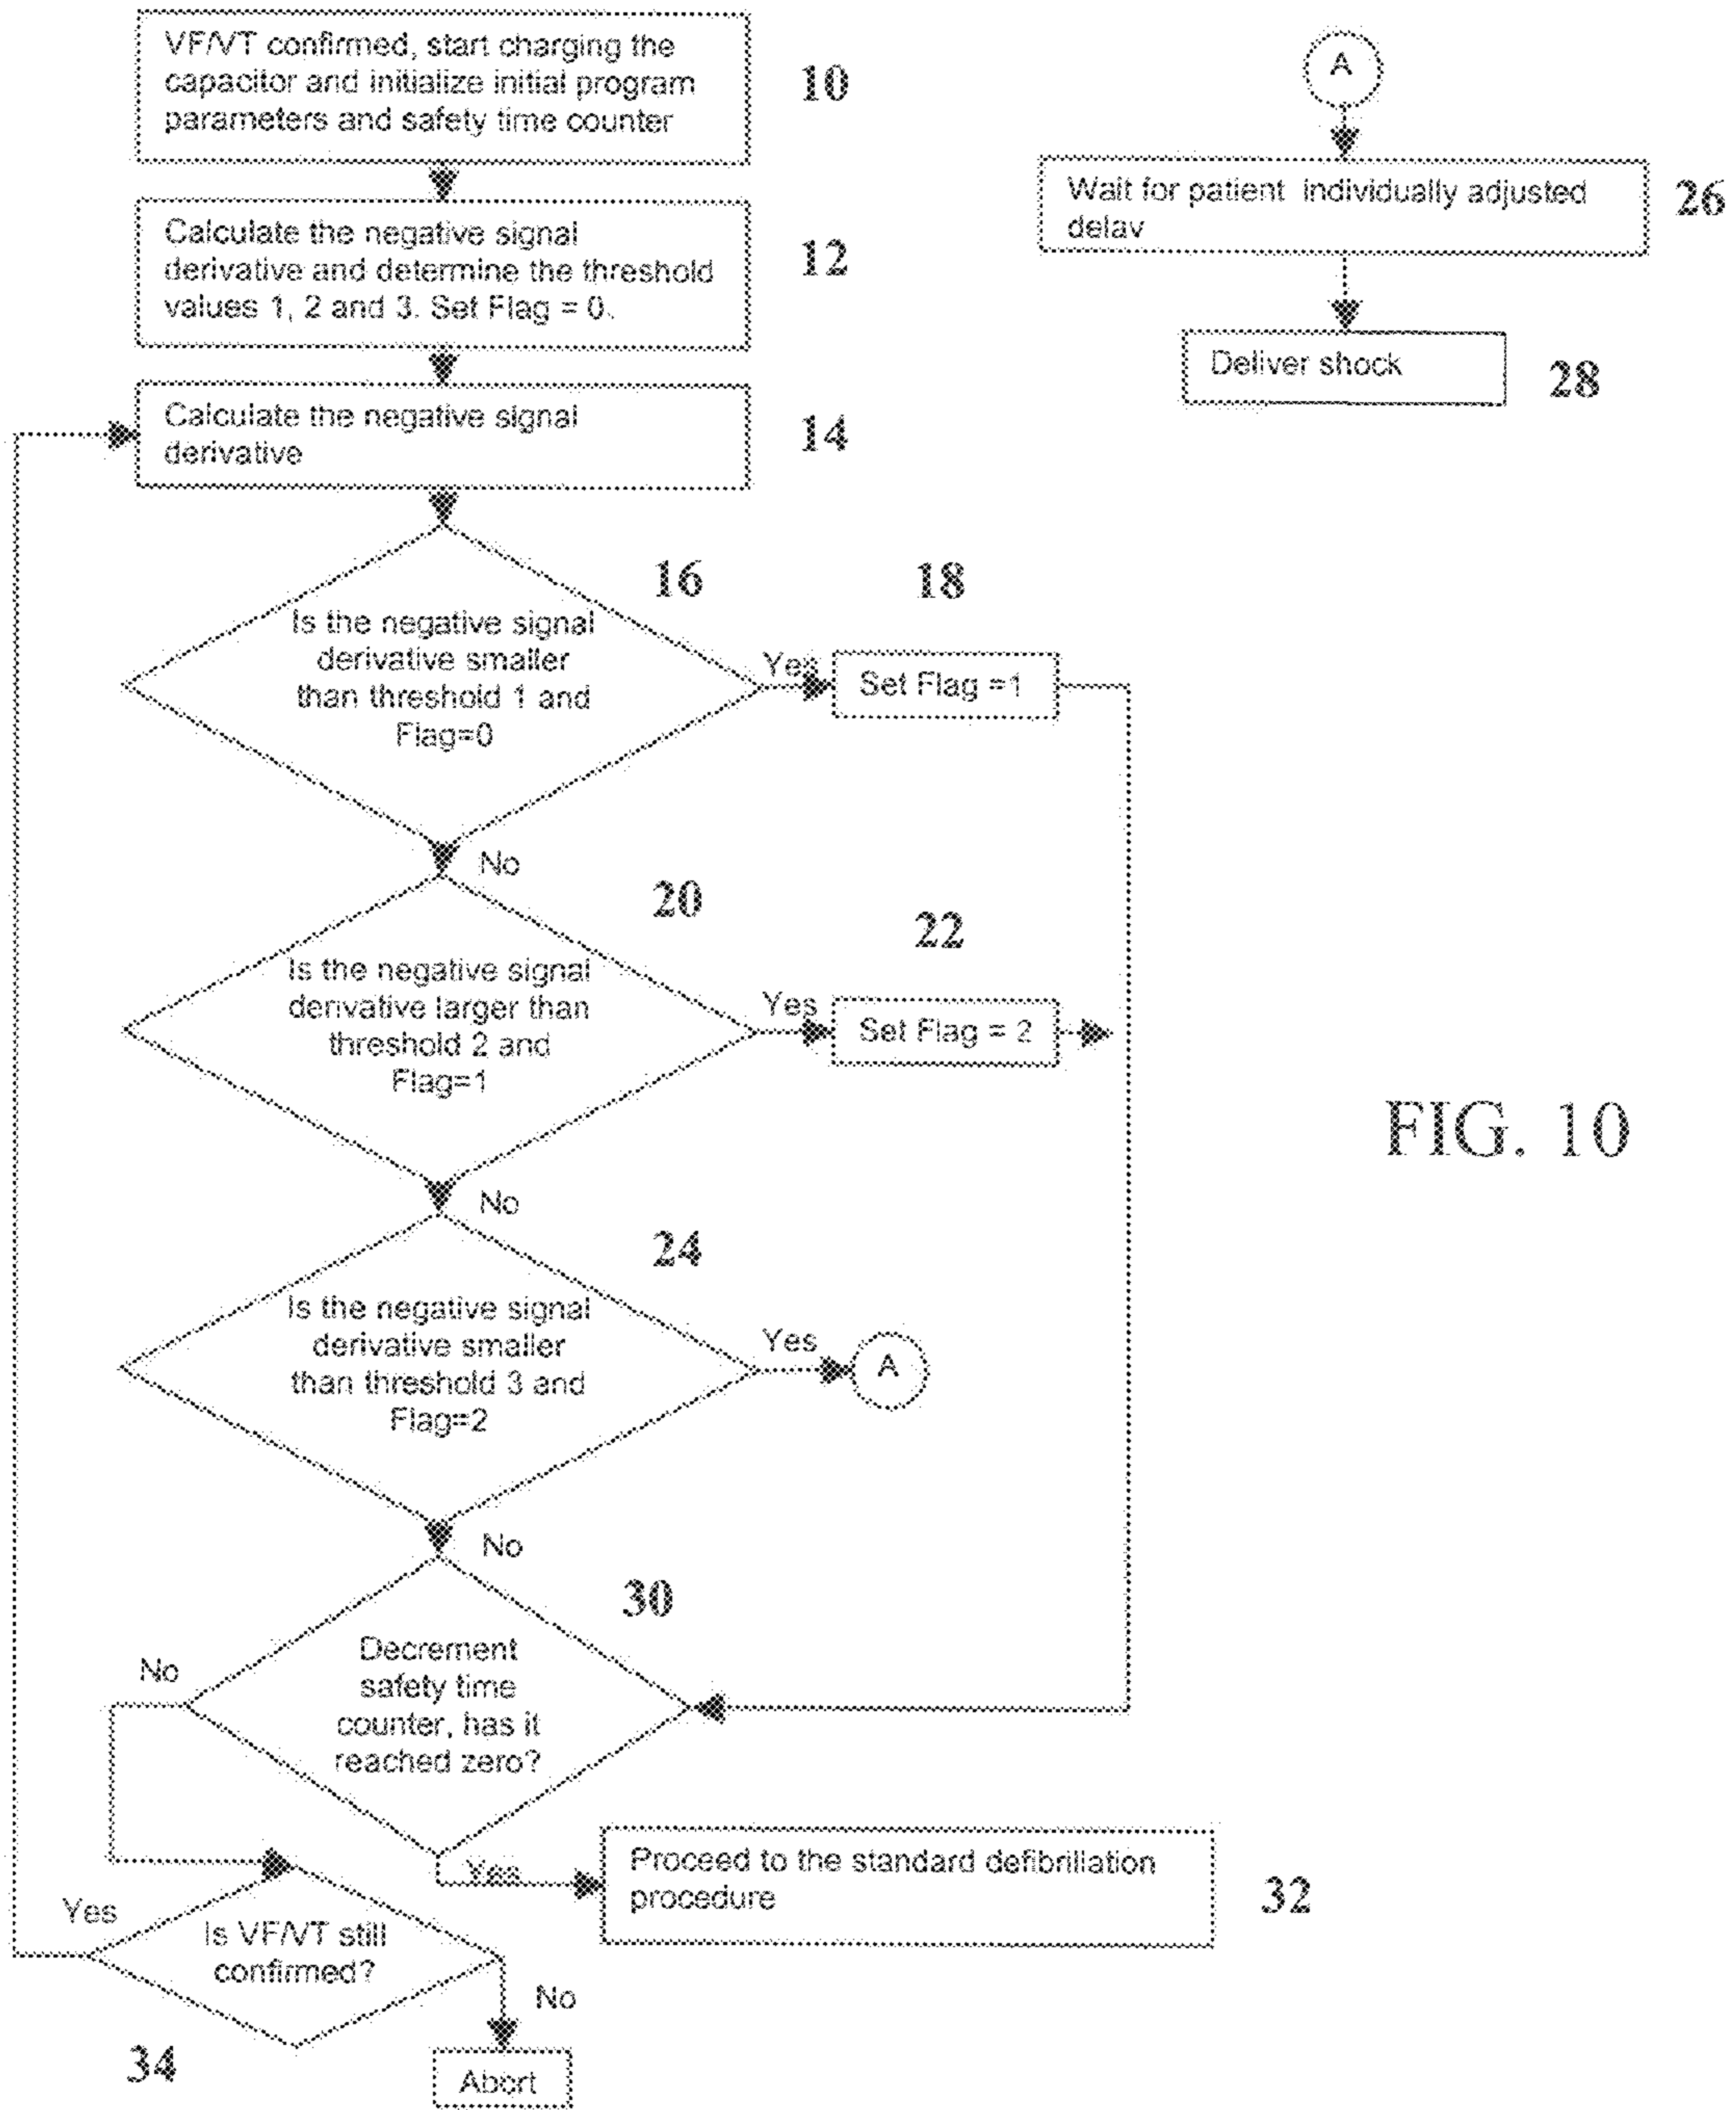 VF/VT confirmed, start charging the
capacitor and initialize initial program
parameters and safety time counter
10
Calculate the negative signal
derivative and determine the threshold
values 1, 2 and 3. Set Flag = 0.
12
Calculate the negative signal
derivative
14
Is the negative signal
derivative smaller
than threshold 1 and
Flag=0
16
Yes
18
Set Flag =1
No
Is the negative signal
derivative larger than
threshold 2 and
Flag=1
20
Yes
22
Set Flag = 2
No
Is the negative signal
derivative smaller
than threshold 3 and
Flag=2
24
Yes
A
No
Decrement
safety time
counter, has it
reached zero?
30
No
Yes
Proceed to the standard defibrillation
procedure
32
Is VF/VT still
confirmed?
34
Yes
No
Abort
A
Wait for patient individually adjusted
delay
26
Deliver shock
28
FIG. 10